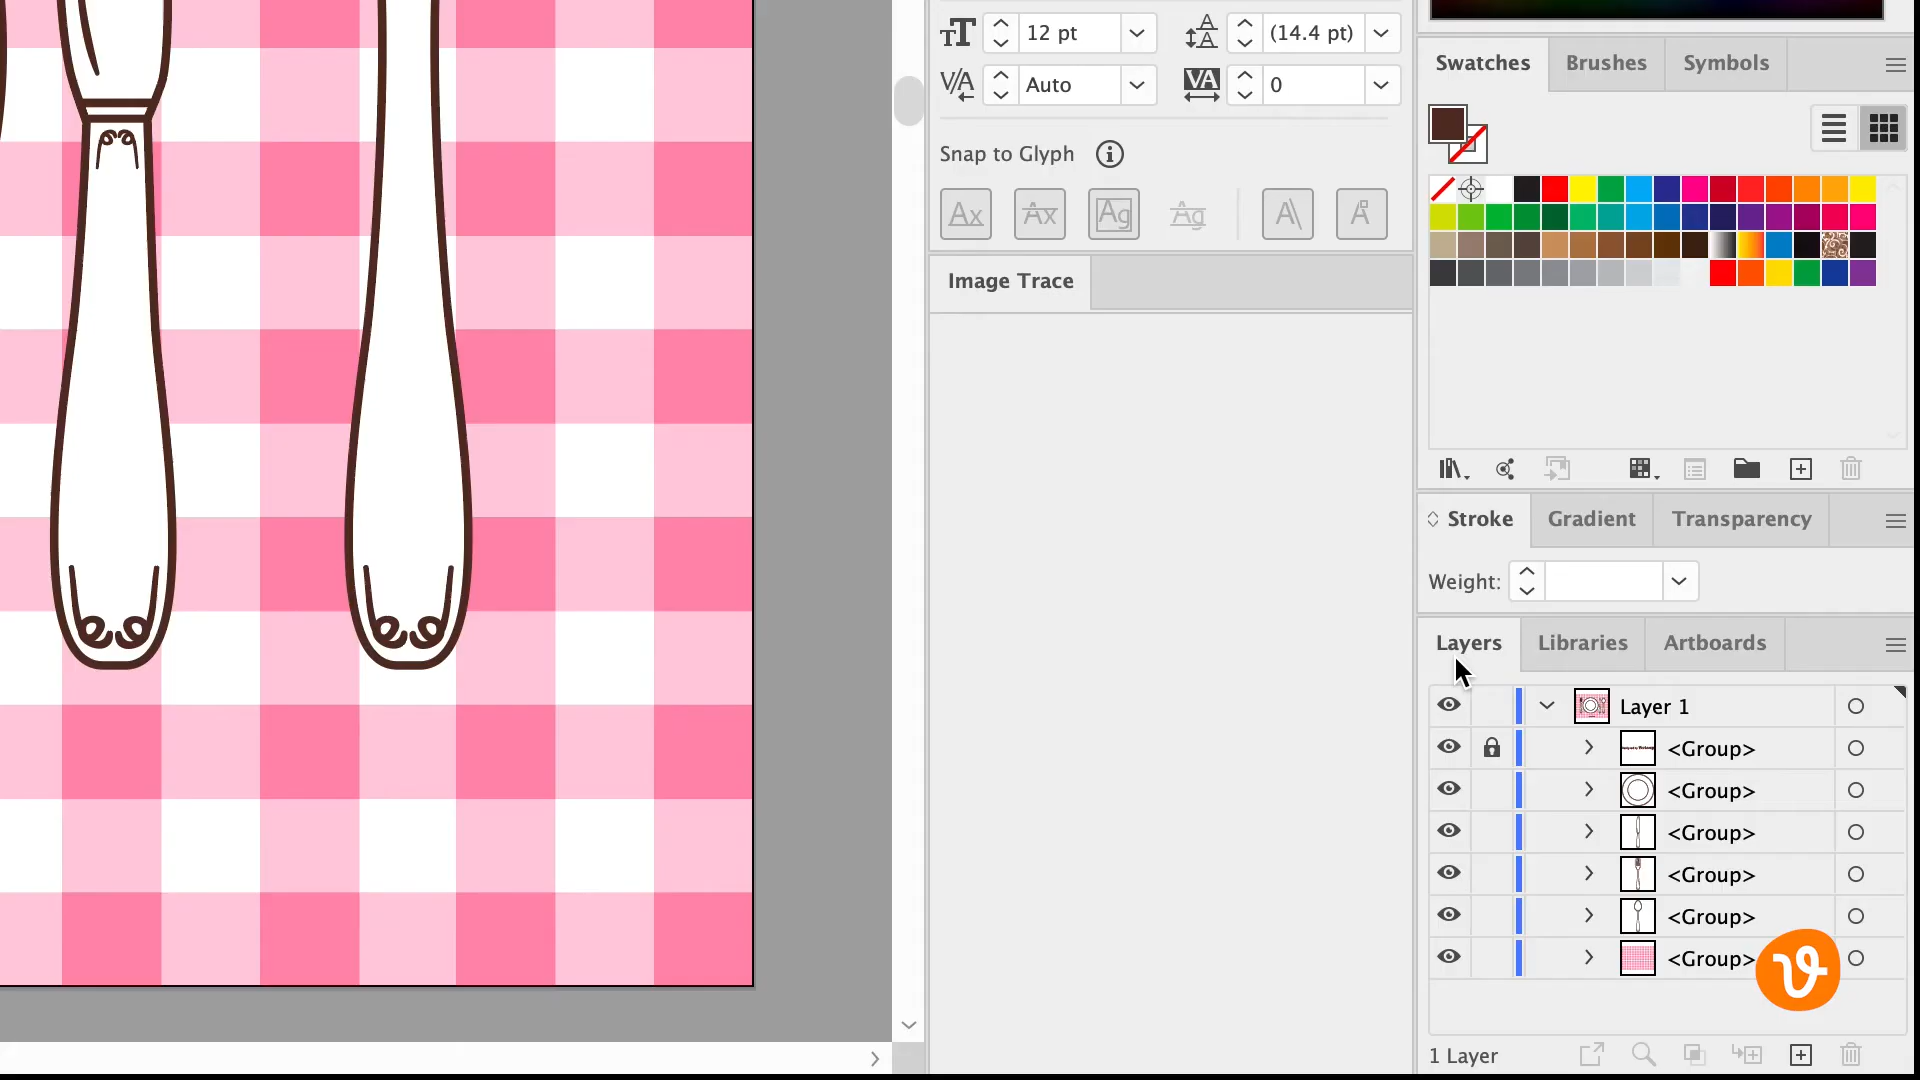 12 pt
(14.4 pt)
Auto
0
Snap to Glyph
Image Trace
Swatches Brushes Symbols
Stroke Gradient Transparency
Weight:
Layers Libraries Artboards
Layer 1
<Group>
<Group>
<Group>
<Group>
<Group>
<Group>
1 Layer